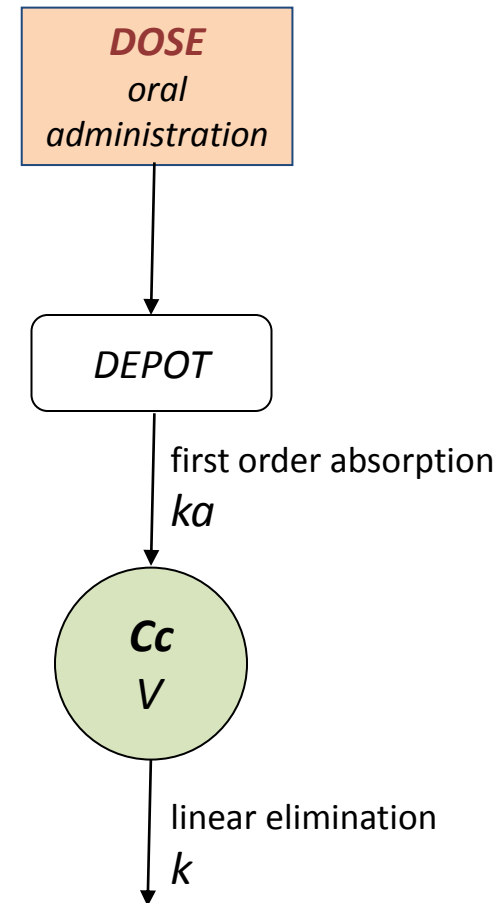 DOSE
oral
administration
DEPOT
first order absorption
ka
Cc
V
linear elimination
k